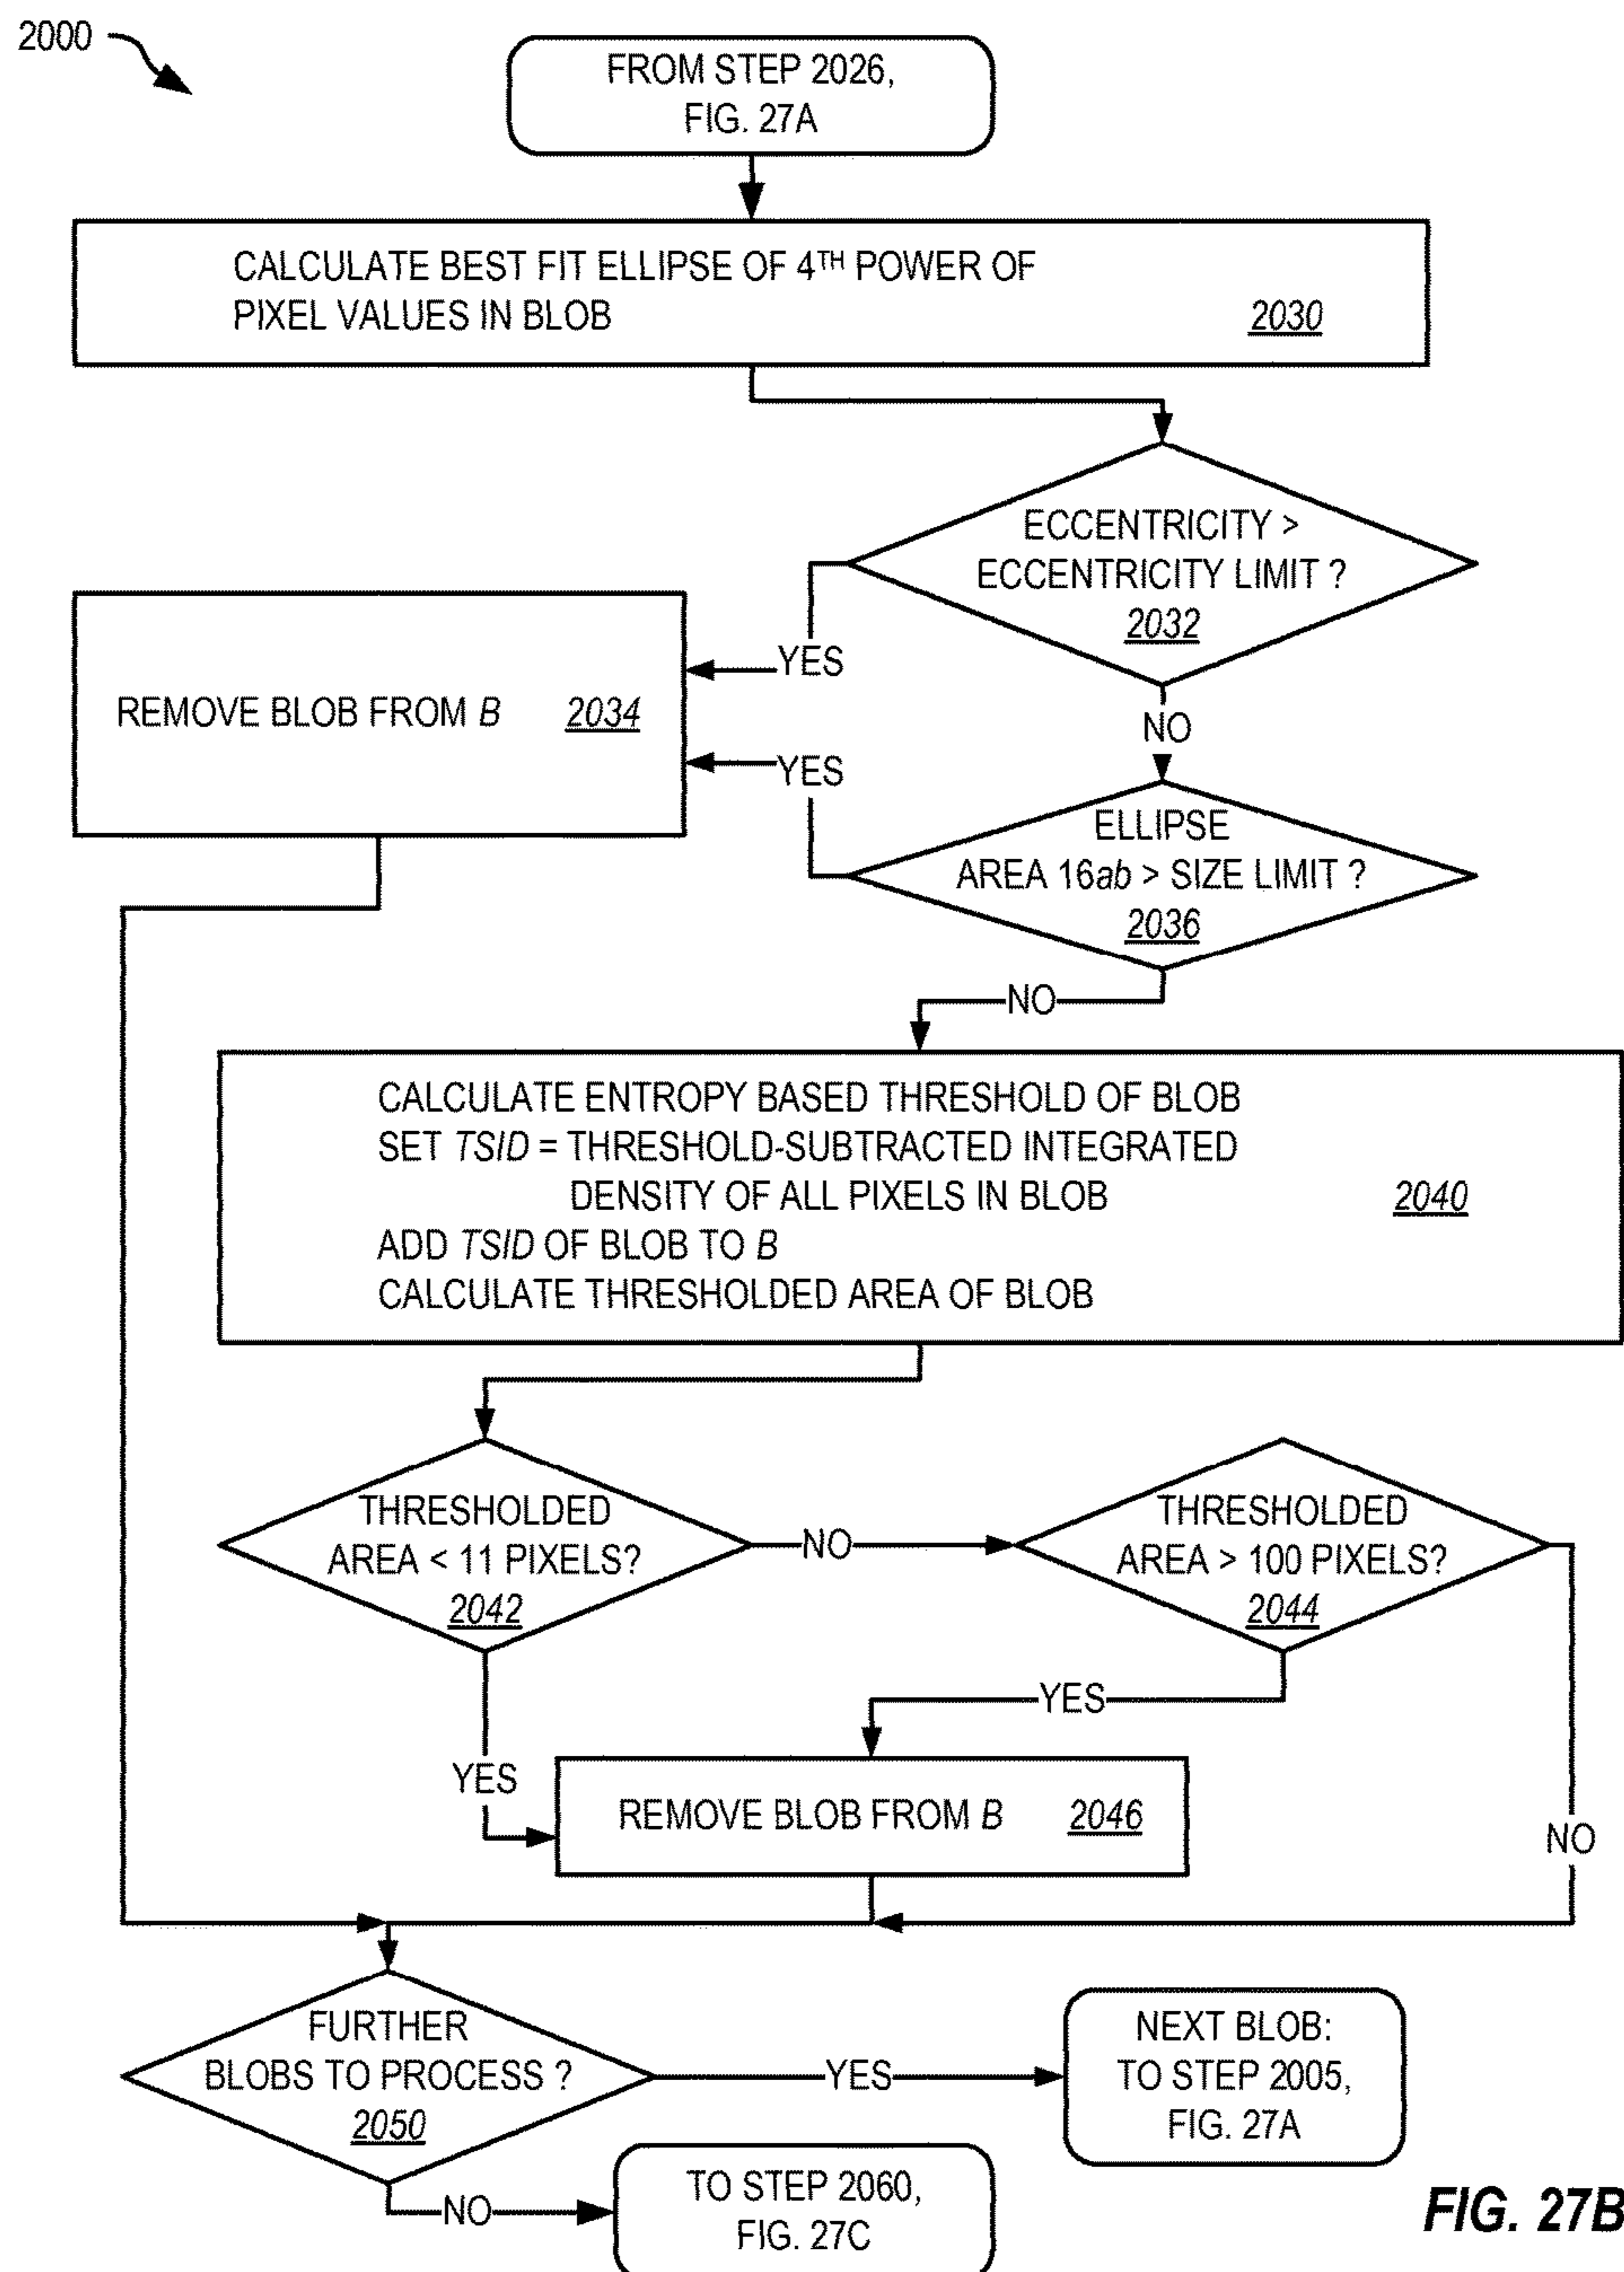 2000
FROM STEP 2026,
FIG. 27A
CALCULATE BEST FIT ELLIPSE OF 4TH POWER OF
PIXEL VALUES IN BLOB 2030
ECCENTRICITY >
ECCENTRICITY LIMIT ?
2032
YES
REMOVE BLOB FROM B 2034
NO
YES
ELLIPSE
AREA 16ab > SIZE LIMIT ?
2036
NO
CALCULATE ENTROPY BASED THRESHOLD OF BLOB
SET TSID = THRESHOLD-SUBTRACTED INTEGRATED
DENSITY OF ALL PIXELS IN BLOB 2040
ADD TSID OF BLOB TO B
CALCULATE THRESHOLDED AREA OF BLOB
THRESHOLDED
AREA < 11 PIXELS?
2042
NO
THRESHOLDED
AREA > 100 PIXELS?
2044
YES
YES
REMOVE BLOB FROM B 2046
NO
FURTHER
BLOBS TO PROCESS ?
2050
YES
NEXT BLOB:
TO STEP 2005,
FIG. 27A
NO
TO STEP 2060,
FIG. 27C
FIG. 27B